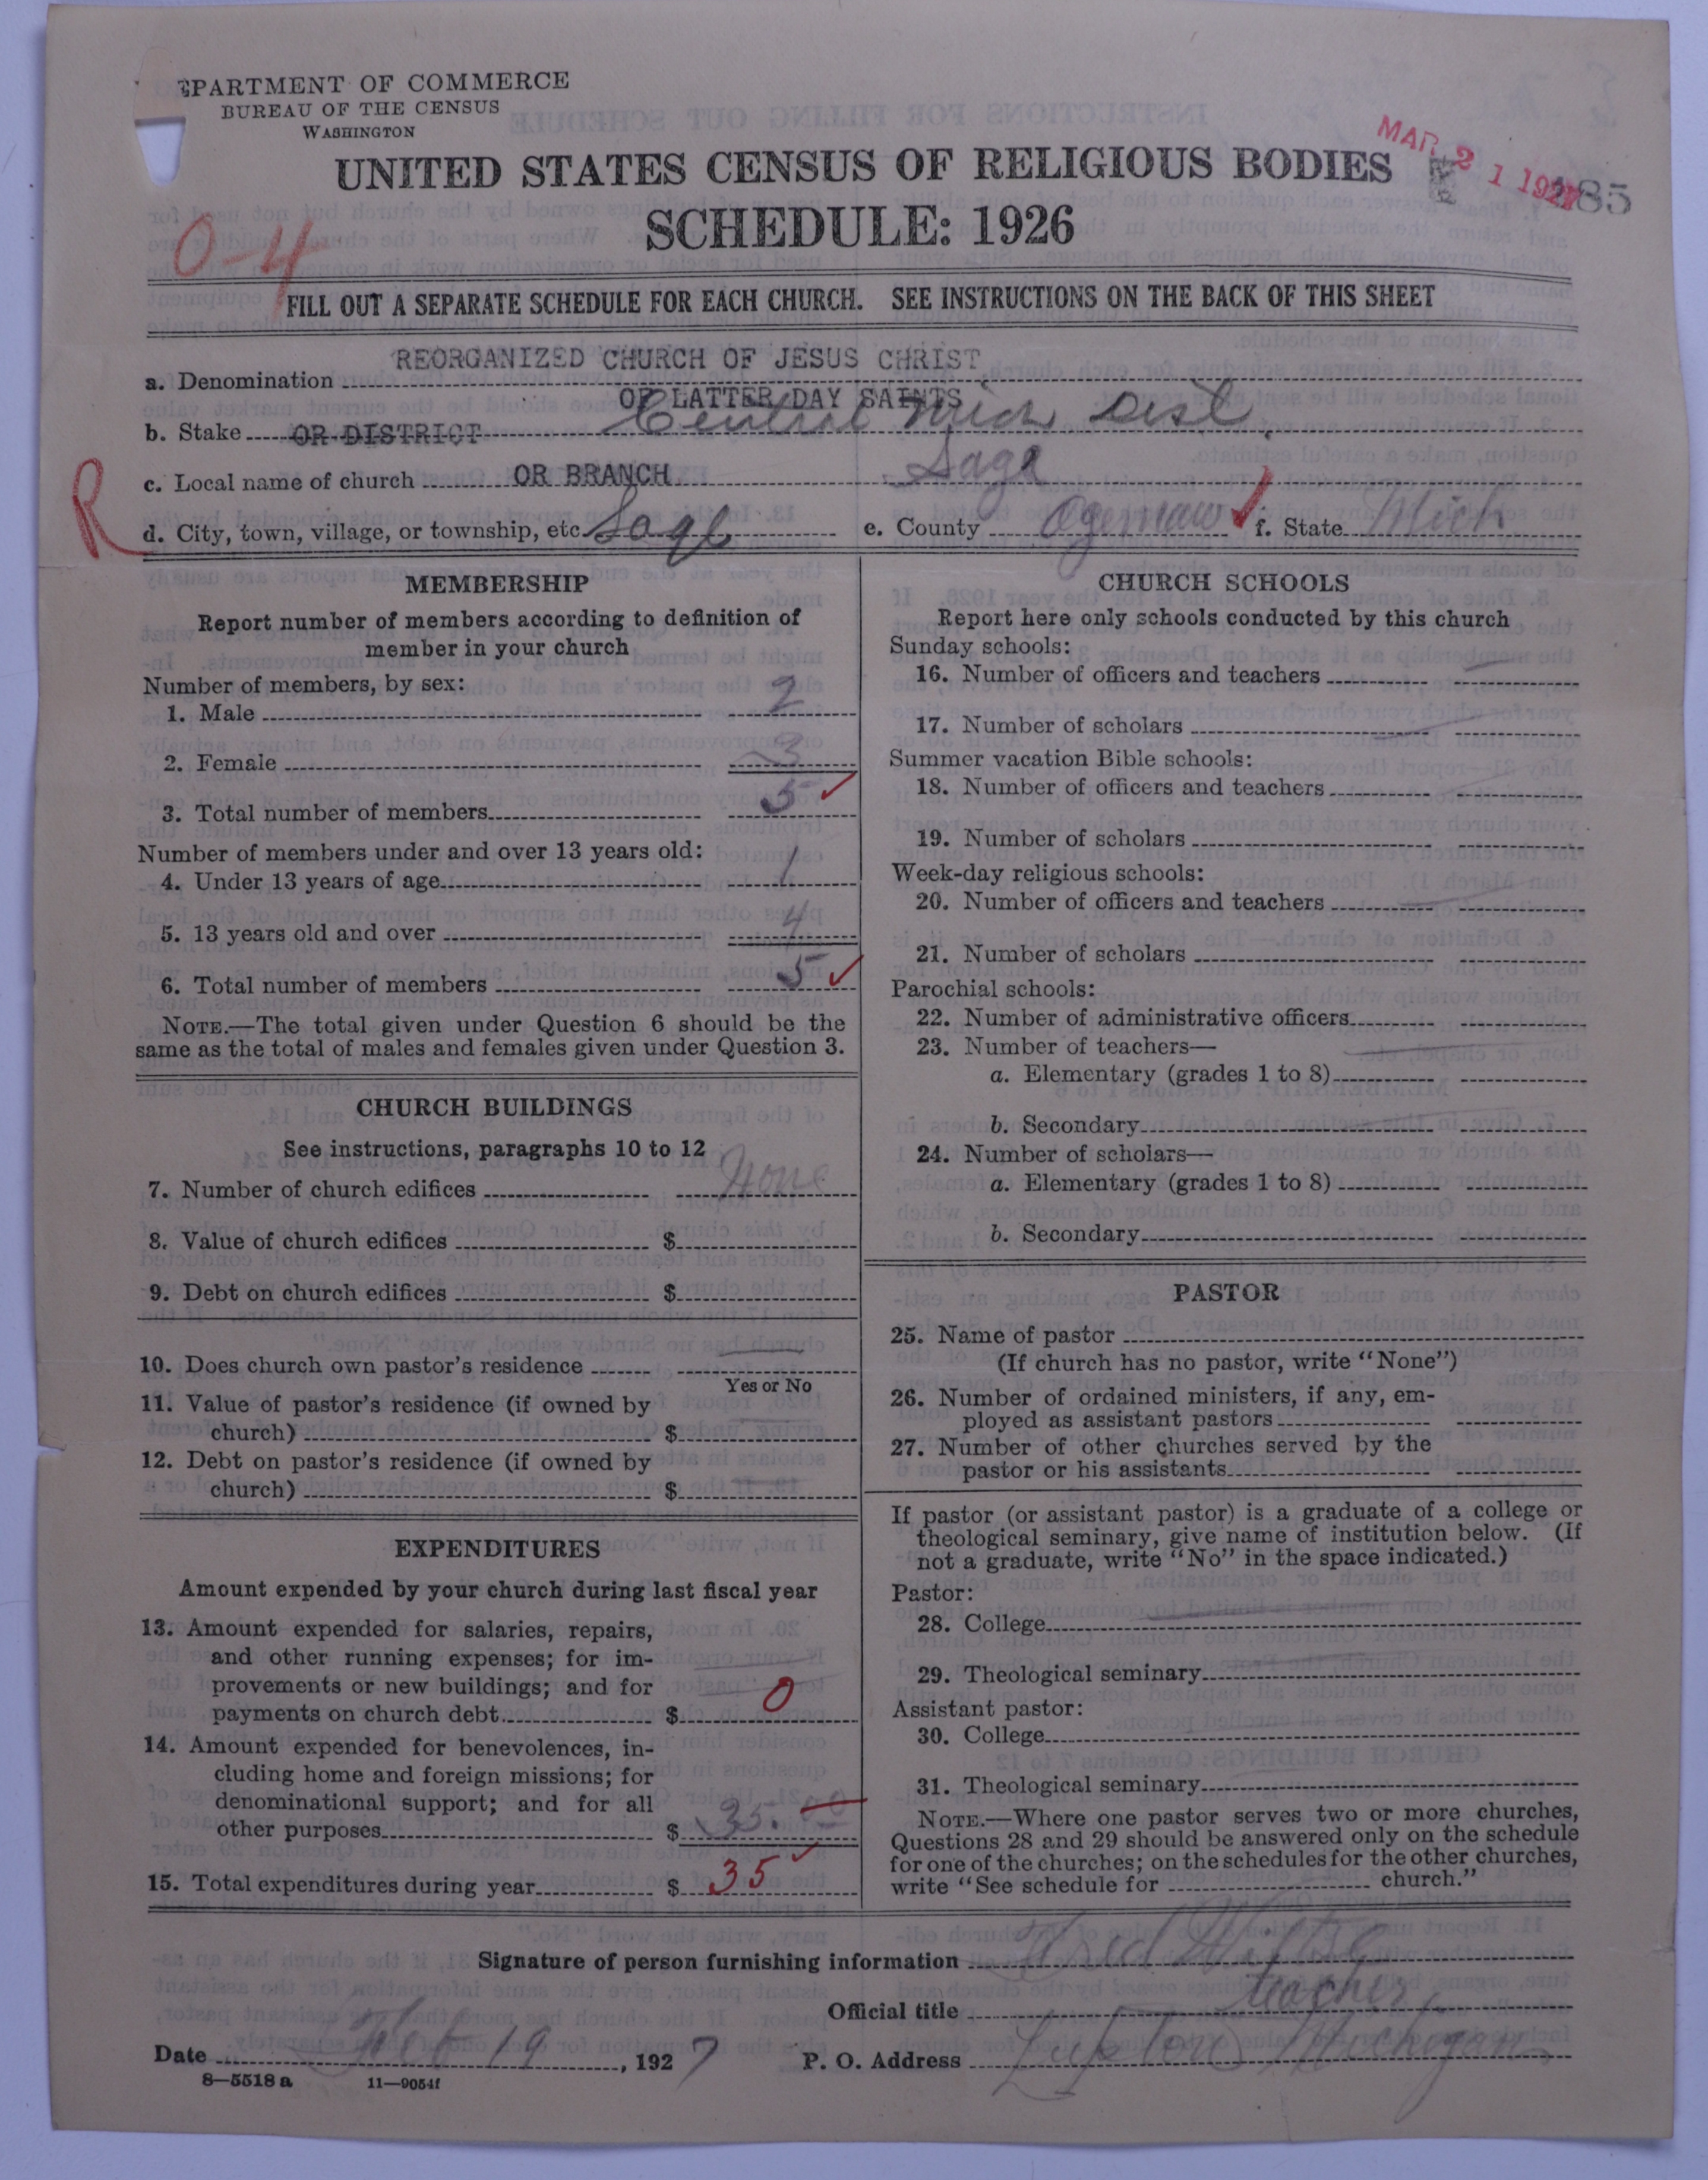 EPARTMENT OF COMMERCE
BUREAU OF THE CENSUS
WASHINGTON
MAR 21 1927
185
UNITED STATES CENSUS OF RELIGIOUS BODIES
SCHEDULE: 1926
0-4
FILL OUT A SEPARATE SCHEDULE FOR EACH CHURCH. SEE INSTRUCTIONS ON THE BACK OF THIS SHEET
REORGANIZED CHURCH OF JESUS CHRIST
a. Denomination
OF LATTER DAY SAINTS
b. Stake OR DISTRICT Central Mich Dist.
c. Local name of church OR BRANCH Sage
R
d. City, town, village, or township, etc. Sage e. County Ogemaw f. State Mich
MEMBERSHIP
Report number of members according to definition of
member in your church
Number of members, by sex:
1. Male 2
2. Female 3
3. Total number of members 5
Number of members under and over 13 years old:
4. Under 13 years of age 1
5. 13 years old and over 4
6. Total number of members 5
NOTE.—The total given under Question 6 should be the
same as the total of males and females given under Question 3.
CHURCH BUILDINGS
See instructions, paragraphs 10 to 12
7. Number of church edifices None
8. Value of church edifices $
9. Debt on church edifices $
10. Does church own pastor's residence
Yes or No
11. Value of pastor's residence (if owned by
church) $
12. Debt on pastor's residence (if owned by
church) $
EXPENDITURES
Amount expended by your church during last fiscal year
13. Amount expended for salaries, repairs,
and other running expenses; for im-
provements or new buildings; and for
payments on church debt $ 0
14. Amount expended for benevolences, in-
cluding home and foreign missions; for
denominational support; and for all
other purposes $ 35.00
15. Total expenditures during year $ 35
CHURCH SCHOOLS
Report here only schools conducted by this church
Sunday schools:
16. Number of officers and teachers
17. Number of scholars
Summer vacation Bible schools:
18. Number of officers and teachers
19. Number of scholars
Week-day religious schools:
20. Number of officers and teachers
21. Number of scholars
Parochial schools:
22. Number of administrative officers
23. Number of teachers—
a. Elementary (grades 1 to 8)
b. Secondary
24. Number of scholars—
a. Elementary (grades 1 to 8)
b. Secondary
PASTOR
25. Name of pastor
(If church has no pastor, write "None")
26. Number of ordained ministers, if any, em-
ployed as assistant pastors
27. Number of other churches served by the
pastor or his assistants
If pastor (or assistant pastor) is a graduate of a college or
theological seminary, give name of institution below. (If
not a graduate, write "No" in the space indicated.)
Pastor:
28. College
29. Theological seminary
Assistant pastor:
30. College
31. Theological seminary
NOTE.—Where one pastor serves two or more churches,
Questions 28 and 29 should be answered only on the schedule
for one of the churches; on the schedules for the other churches,
write "See schedule for church."
Signature of person furnishing information Fred
Official title teacher
Date Feb 19, 1927 P. O. Address Lupton Michigan
8—5518 a 11—9054f